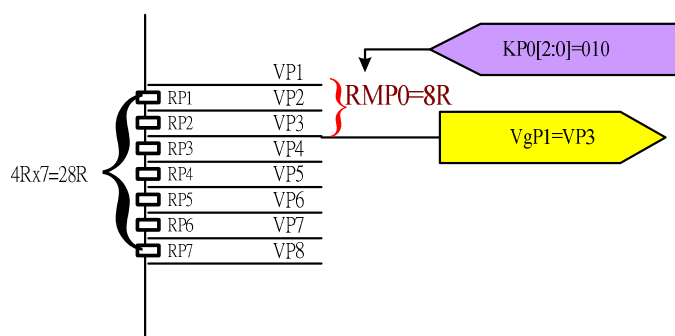 KP0[2:0]=010
VP1
RP1 VP2 RMP0=8R
RP2 VP3 VgP1=VP3
RP3 VP4
4Rx7=28R RP4 VP5
RP5 VP6
RP6 VP7
RP7 VP8